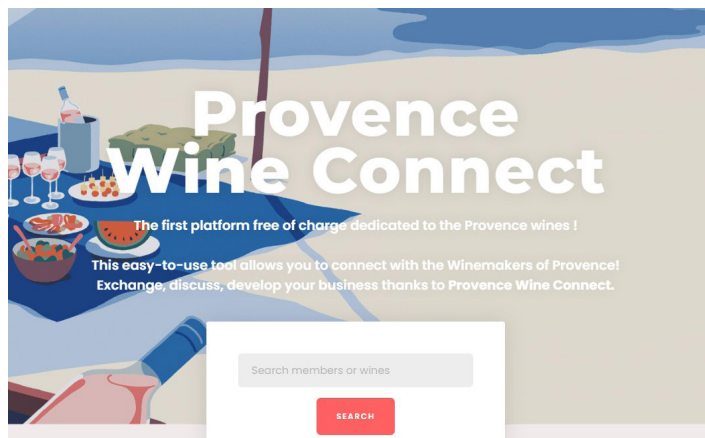 Provence
Wine Connect
The first platform free of charge dedicated to the Provence wines !
This easy-to-use tool allows you to connect with the Winemakers of Provence!
Exchange, discuss, develop your business thanks to Provence Wine Connect.
Search members or wines
SEARCH